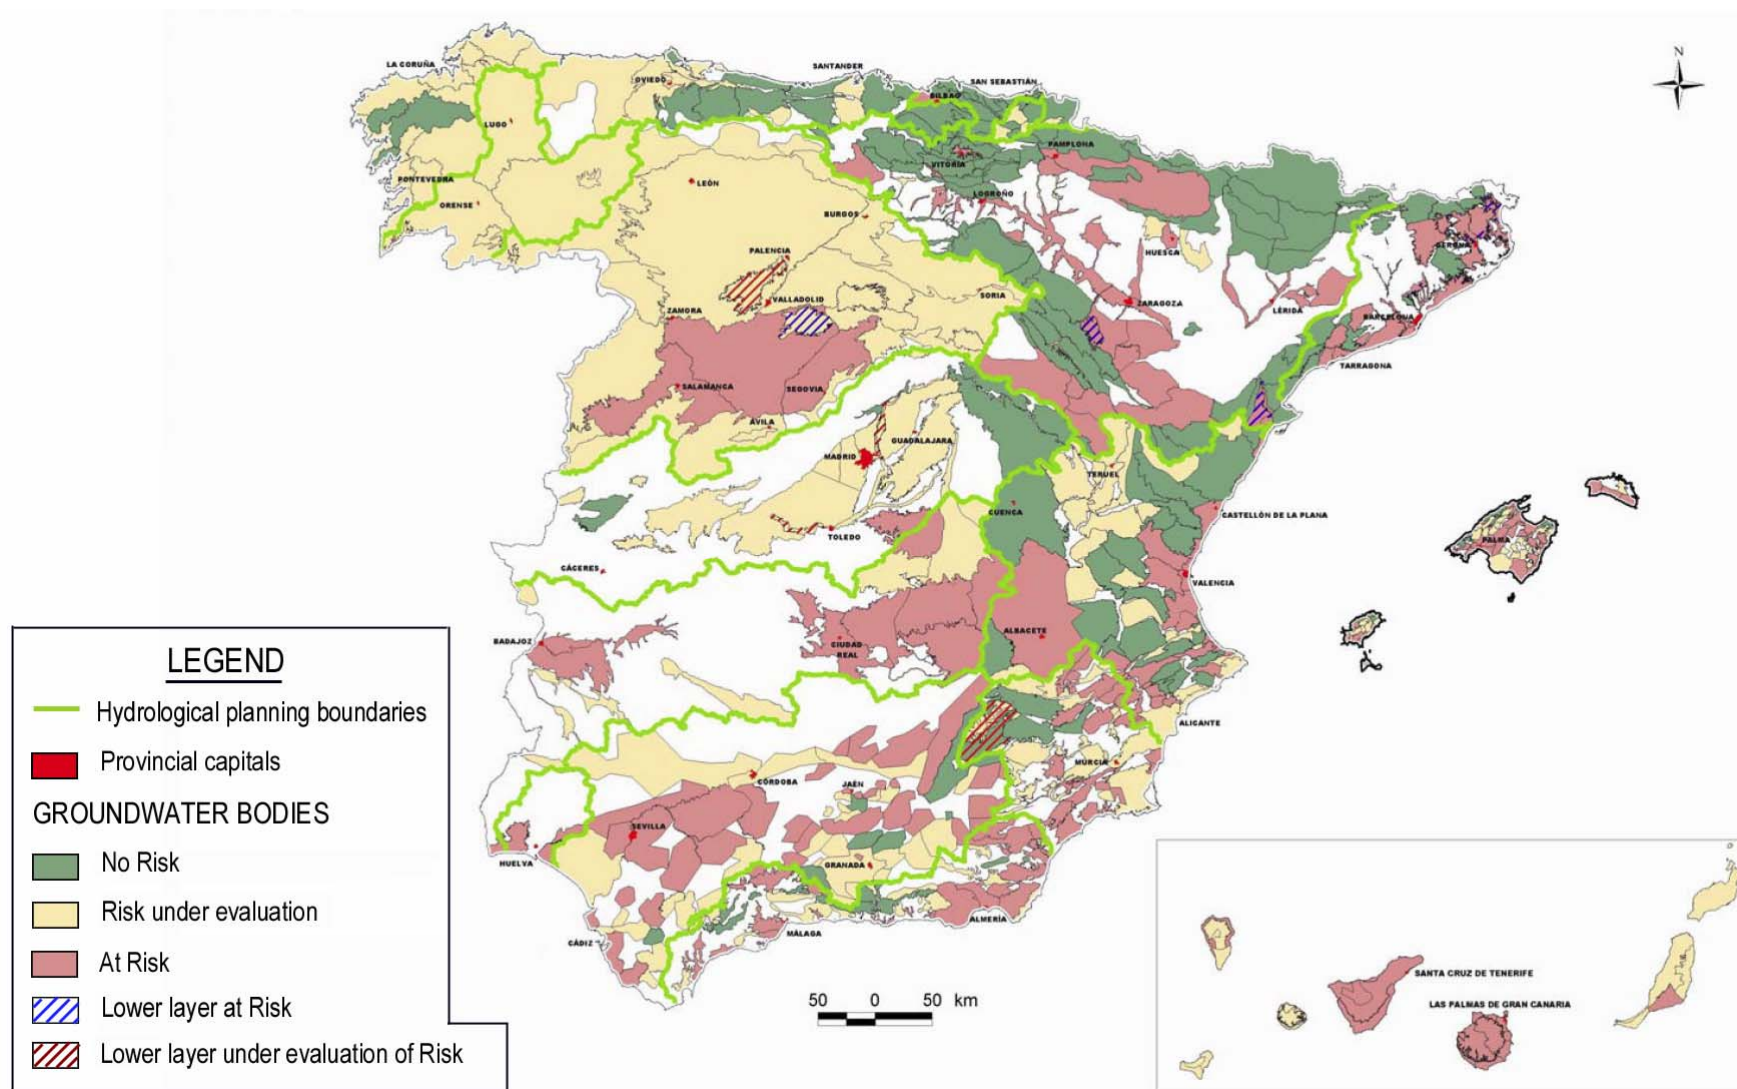 N
LA CORUÑA
SANTANDER
SAN SEBASTIÁN
OVIEDO
BILBAO
LUGO
PAMPLONA
VITORIA
PONTEVEDRA
LEÓN
LOGROÑO
ORENSE
BURGOS
GERONA
PALENCIA
HUESCA
VALLADOLID
SORIA
ZARAGOZA
ZAMORA
LÉRIDA
BARCELONA
TARRAGONA
SALAMANCA
SEGOVIA
ÁVILA
GUADALAJARA
MADRID
TERUEL
CUENCA
CASTELLÓN DE LA PLANA
TOLEDO
PALMA
CÁCERES
VALENCIA
BADAJOZ
ALBACETE
CIUDAD
REAL
ALICANTE
MURCIA
CÓRDOBA
JAÉN
SEVILLA
HUELVA
GRANADA
ALMERÍA
MÁLAGA
CÁDIZ
SANTA CRUZ DE TENERIFE
LAS PALMAS DE GRAN CANARIA
50 0 50 km
LEGEND
Hydrological planning boundaries
Provincial capitals
GROUNDWATER BODIES
No Risk
Risk under evaluation
At Risk
Lower layer at Risk
Lower layer under evaluation of Risk